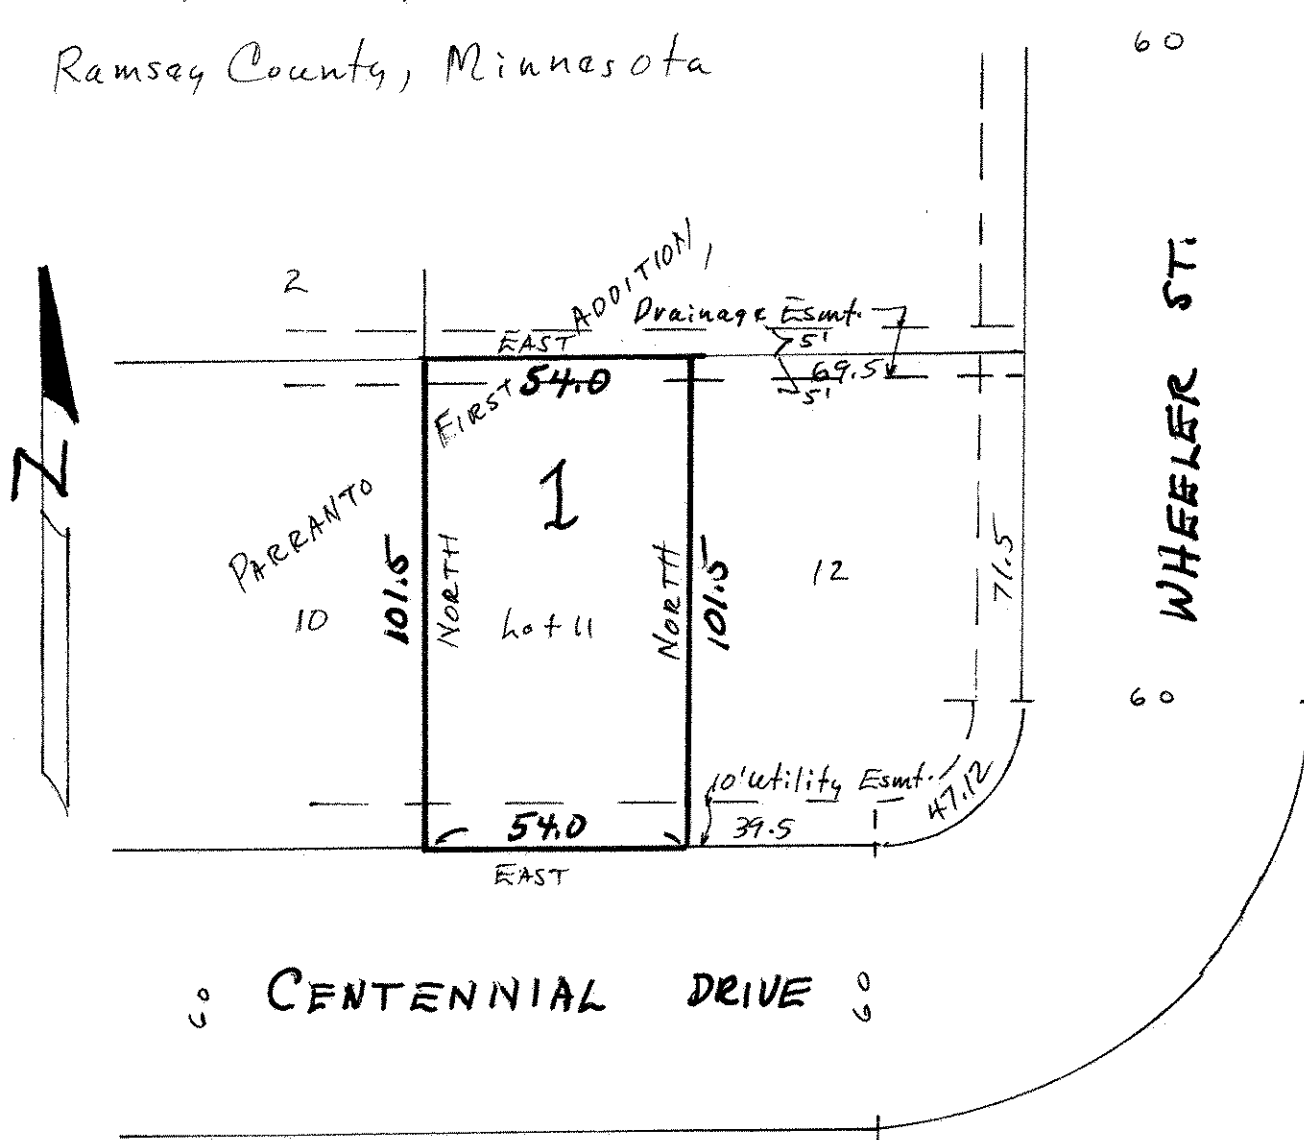 Ramsey County, Minnesota
60
2
ADDITION,
Drainage Esmt.
EAST
5'
54.0
69.5
5'
FIRST
1
PARRANTO
10
101.5
NORTH
Lot 11
NORTH
101.5
12
71.5
WHEELER ST.
60
N
10' Utility Esmt.
47.12
54.0
39.5
EAST
60
CENTENNIAL DRIVE
60